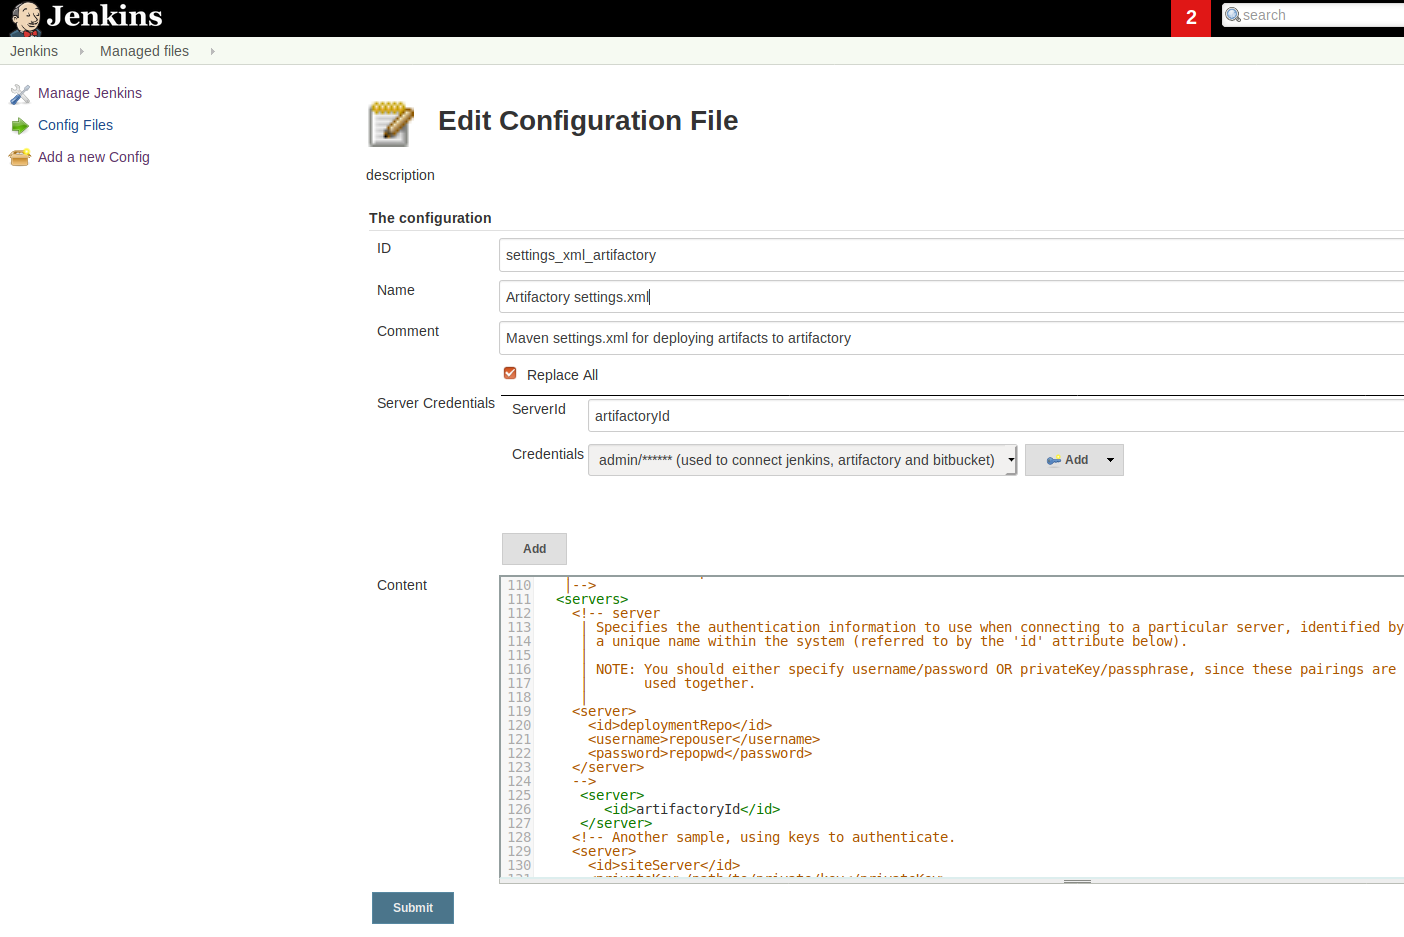 Jenkins
2
search
Jenkins
Managed files
Manage Jenkins
Config Files
Add a new Config
Edit Configuration File
description
The configuration
ID
settings_xml_artifactory
Name
Artifactory settings.xml
Comment
Maven settings.xml for deploying artifacts to artifactory
Replace All
Server Credentials
ServerId
artifactoryId
Credentials
admin/****** (used to connect jenkins, artifactory and bitbucket)
Add
Add
Content
110 |-->
111 <servers>
112 <!-- server
113 | Specifies the authentication information to use when connecting to a particular server, identified by
114 | a unique name within the system (referred to by the 'id' attribute below).
115 |
116 | NOTE: You should either specify username/password OR privateKey/passphrase, since these pairings are
117 | used together.
118 |
119 <server>
120 <id>deploymentRepo</id>
121 <username>repouser</username>
122 <password>repopwd</password>
123 </server>
124 -->
125 <server>
126 <id>artifactoryId</id>
127 </server>
128 <!-- Another sample, using keys to authenticate.
129 <server>
130 <id>siteServer</id>
Submit